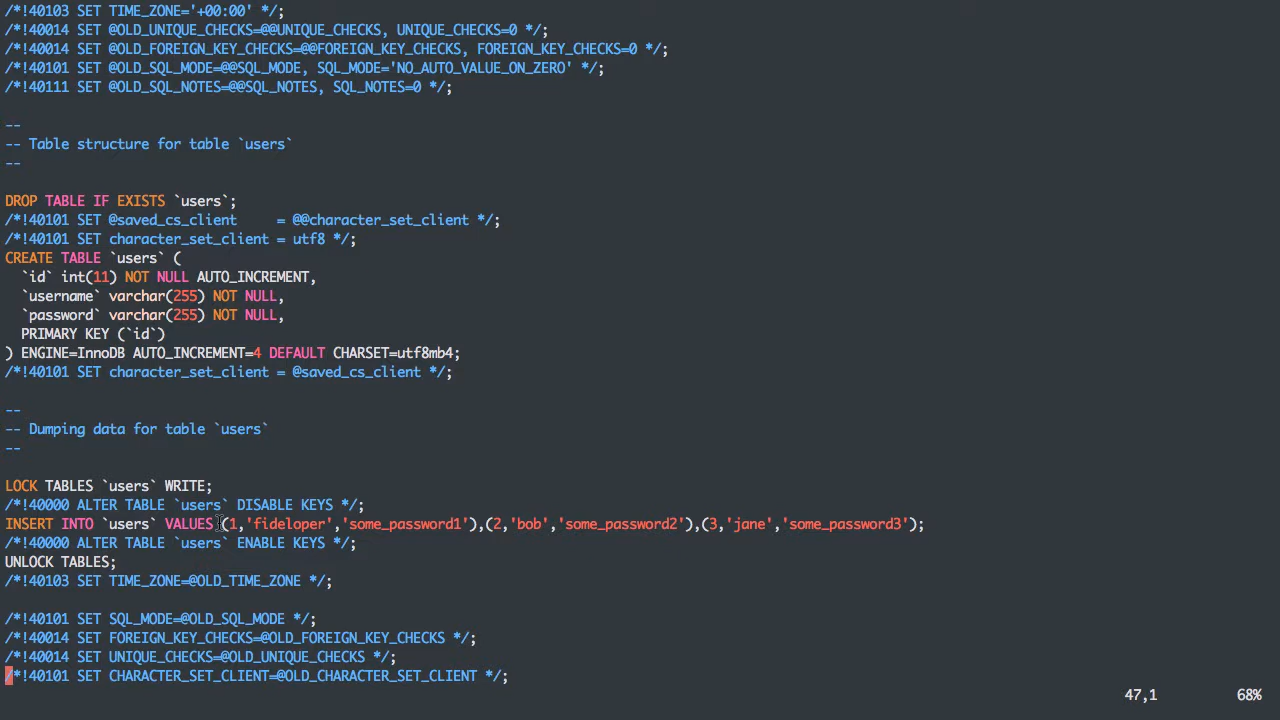 /*!40103 SET TIME_ZONE='+00:00' */;
/*!40014 SET @OLD_UNIQUE_CHECKS=@@UNIQUE_CHECKS, UNIQUE_CHECKS=0 */;
/*!40014 SET @OLD_FOREIGN_KEY_CHECKS=@@FOREIGN_KEY_CHECKS, FOREIGN_KEY_CHECKS=0 */;
/*!40101 SET @OLD_SQL_MODE=@@SQL_MODE, SQL_MODE='NO_AUTO_VALUE_ON_ZERO' */;
/*!40111 SET @OLD_SQL_NOTES=@@SQL_NOTES, SQL_NOTES=0 */;
--
-- Table structure for table `users`
--
DROP TABLE IF EXISTS `users`;
/*!40101 SET @saved_cs_client     = @@character_set_client */;
/*!40101 SET character_set_client = utf8 */;
CREATE TABLE `users` (
  `id` int(11) NOT NULL AUTO_INCREMENT,
  `username` varchar(255) NOT NULL,
  `password` varchar(255) NOT NULL,
  PRIMARY KEY (`id`)
) ENGINE=InnoDB AUTO_INCREMENT=4 DEFAULT CHARSET=utf8mb4;
/*!40101 SET character_set_client = @saved_cs_client */;
--
-- Dumping data for table `users`
--
LOCK TABLES `users` WRITE;
/*!40000 ALTER TABLE `users` DISABLE KEYS */;
INSERT INTO `users` VALUES (1,'fideloper','some_password1'),(2,'bob','some_password2'),(3,'jane','some_password3');
/*!40000 ALTER TABLE `users` ENABLE KEYS */;
UNLOCK TABLES;
/*!40103 SET TIME_ZONE=@OLD_TIME_ZONE */;
/*!40101 SET SQL_MODE=@OLD_SQL_MODE */;
/*!40014 SET FOREIGN_KEY_CHECKS=@OLD_FOREIGN_KEY_CHECKS */;
/*!40014 SET UNIQUE_CHECKS=@OLD_UNIQUE_CHECKS */;
/*!40101 SET CHARACTER_SET_CLIENT=@OLD_CHARACTER_SET_CLIENT */;
47,1 68%